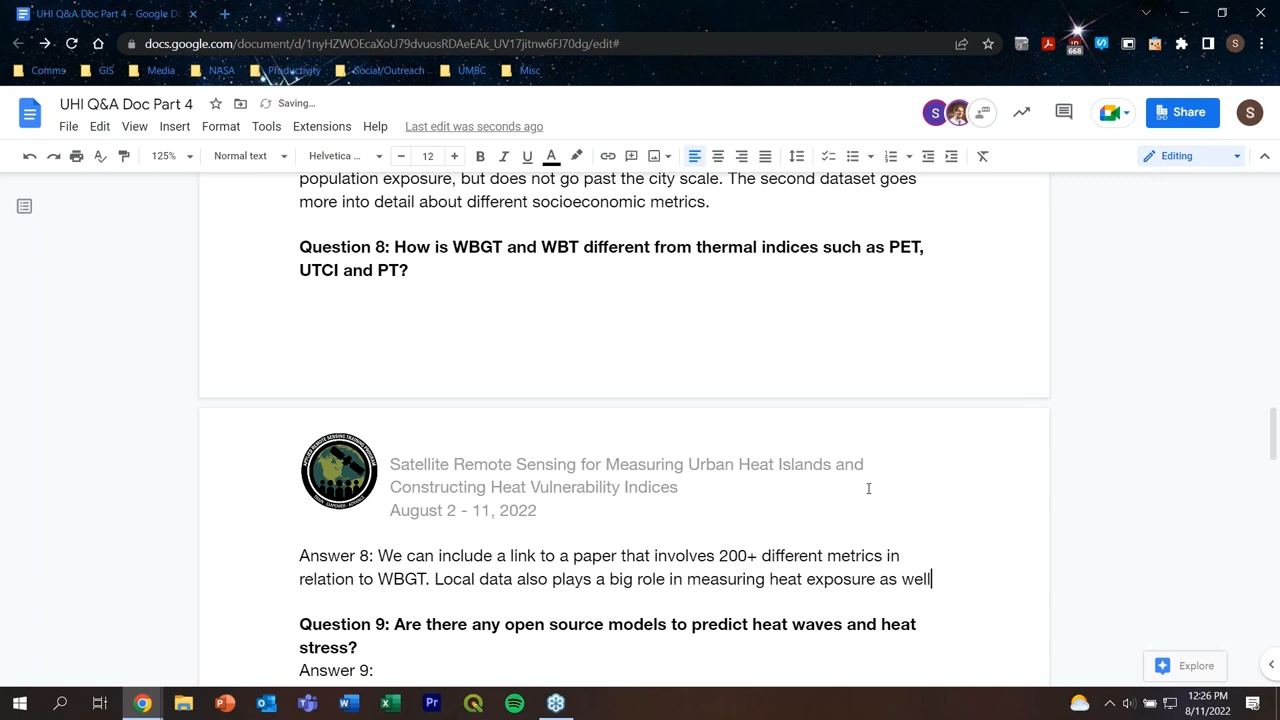 UHI Q&A Doc Part 4 - Google Do
docs.google.com/document/d/1nyHZWOEcaXoU79dvuosRDAeEAk_UV17jitnw6FJ70dg/edit#
668
S
Comms
GIS
Media
NASA
Productivity
Social/Outreach
UMBC
Misc
UHI Q&A Doc Part 4
Saving...
S
Share
S
File Edit View Insert Format Tools Extensions Help Last edit was seconds ago
125% Normal text Helvetica ... 12 B I U A Editing
population exposure, but does not go past the city scale. The second dataset goes
more into detail about different socioeconomic metrics.
Question 8: How is WBGT and WBT different from thermal indices such as PET,
UTCI and PT?
APPLIED REMOTE SENSING TRAINING PROGRAM
Satellite Remote Sensing for Measuring Urban Heat Islands and
Constructing Heat Vulnerability Indices
August 2 - 11, 2022
Answer 8: We can include a link to a paper that involves 200+ different metrics in
relation to WBGT. Local data also plays a big role in measuring heat exposure as well
Question 9: Are there any open source models to predict heat waves and heat
stress?
Answer 9:
Explore
12:26 PM
8/11/2022